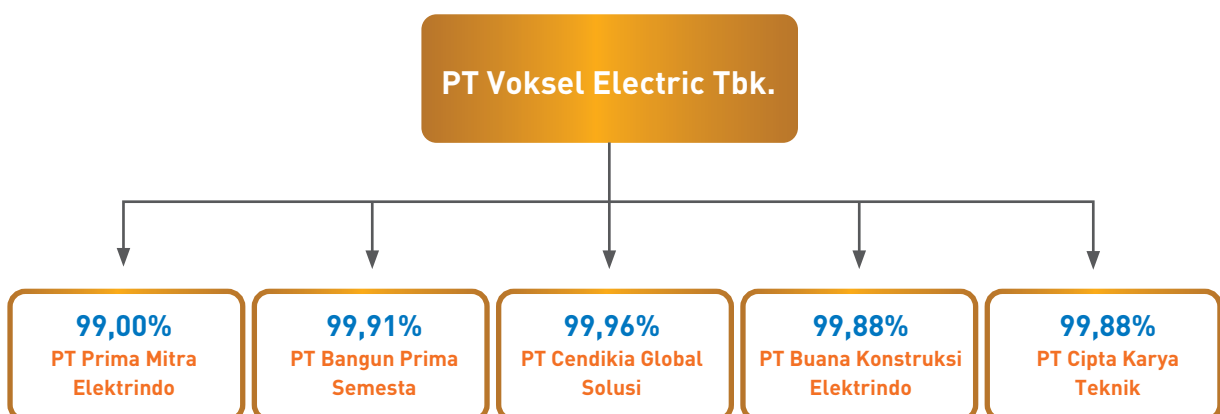 PT Voksel Electric Tbk.
99,00%
PT Prima Mitra
Elektrindo
99,91%
PT Bangun Prima
Semesta
99,96%
PT Cendikia Global
Solusi
99,88%
PT Buana Konstruksi
Elektrindo
99,88%
PT Cipta Karya
Teknik